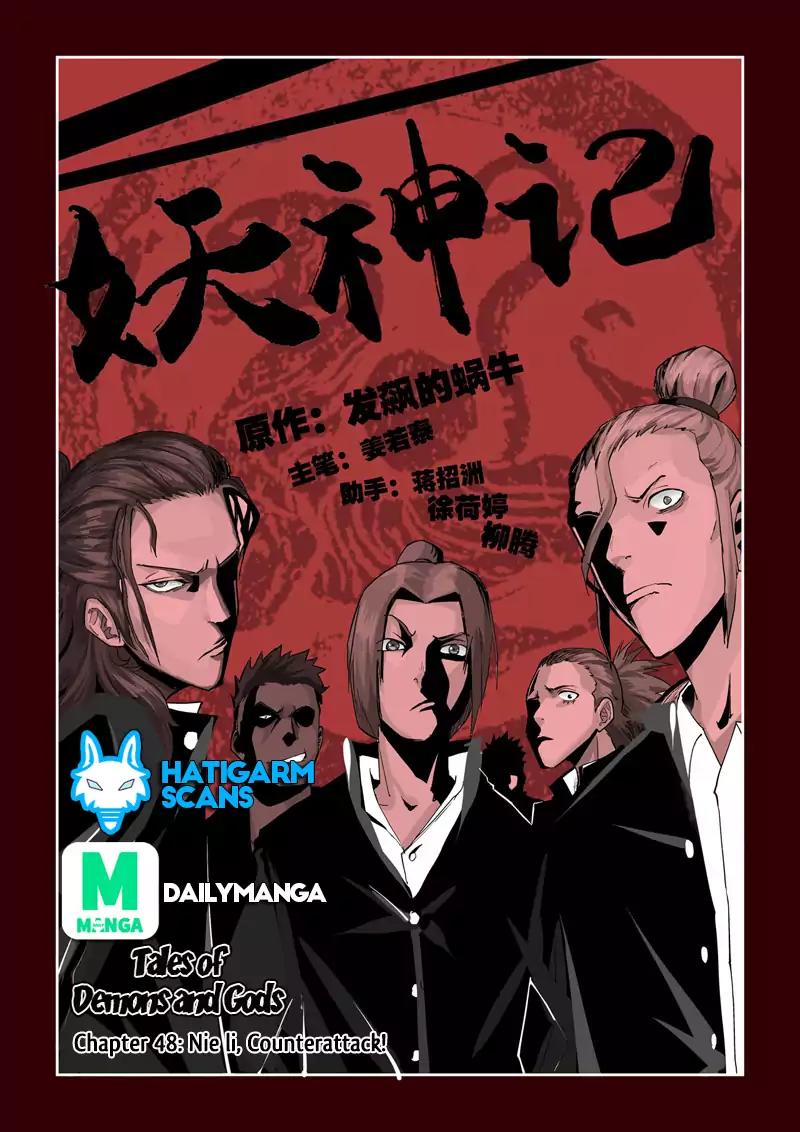 妖神记
原作：发飙的蜗牛
主笔：姜若泰
助手：蒋招洲
徐荷婷
柳腾
HATIGARM
SCANS
M
MANGA
DAILYMANGA
Tales of
Demons and Gods
Chapter 48: Nie li, Counterattack!